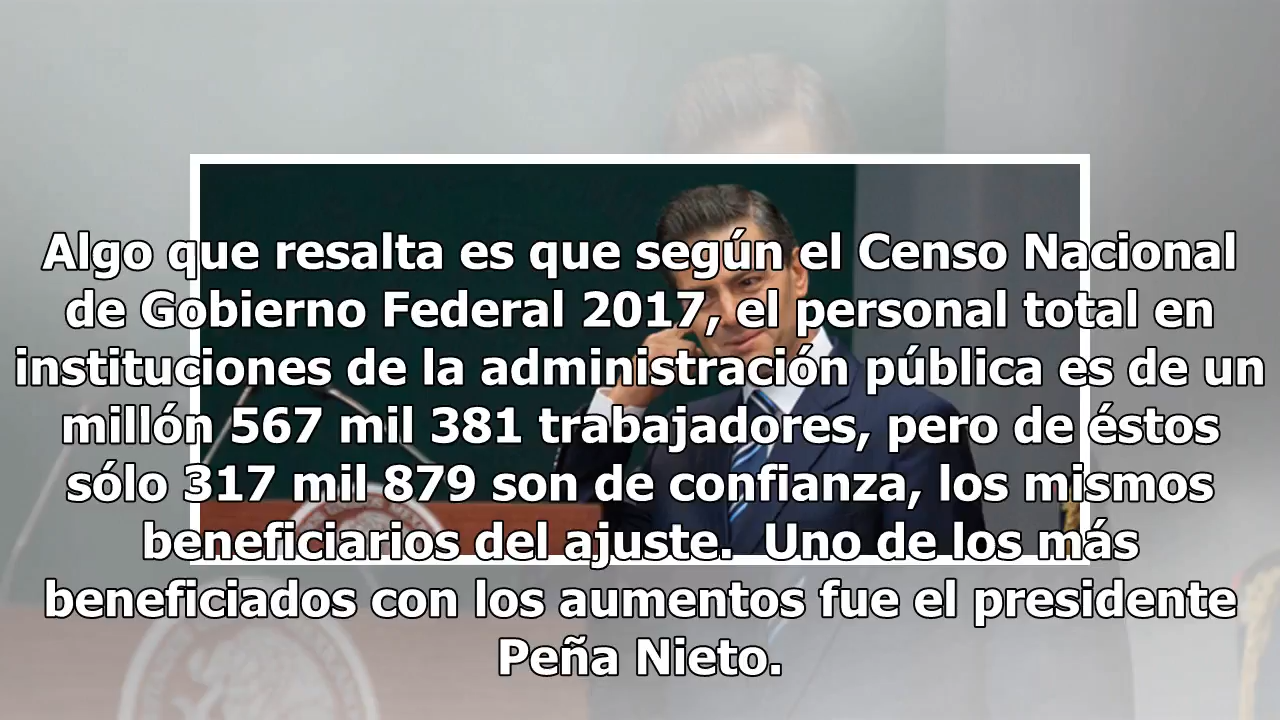 Algo que resalta es que según el Censo Nacional
de Gobierno Federal 2017, el personal total en
instituciones de la administración pública es de un
millón 567 mil 381 trabajadores, pero de éstos
sólo 317 mil 879 son de confianza, los mismos
beneficiarios del ajuste.  Uno de los más
beneficiados con los aumentos fue el presidente
Peña Nieto.